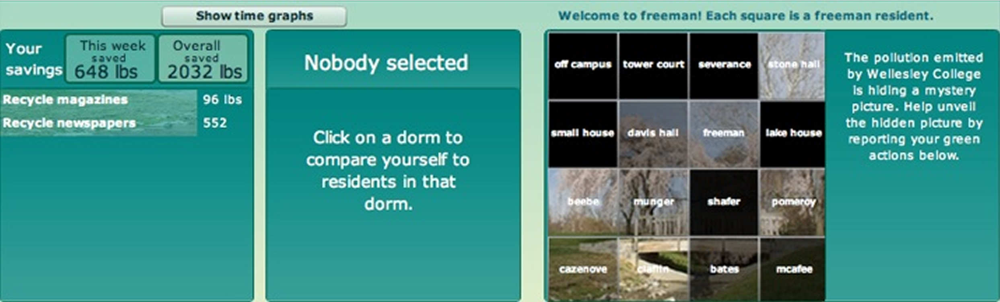 Show time graphs
Welcome to freeman! Each square is a freeman resident.
Your
savings
This week
saved
648 lbs
Overall
saved
2032 lbs
Recycle magazines 96 lbs
Recycle newspapers 552
Nobody selected
Click on a dorm to
compare yourself to
residents in that
dorm.
off campus tower court severance stone hall
small house davis hall freeman lake house
beebe munger shafer pomeroy
cazenove claflin bates mcafee
The pollution emitted
by Wellesley College
is hiding a mystery
picture. Help unveil
the hidden picture by
reporting your green
actions below.